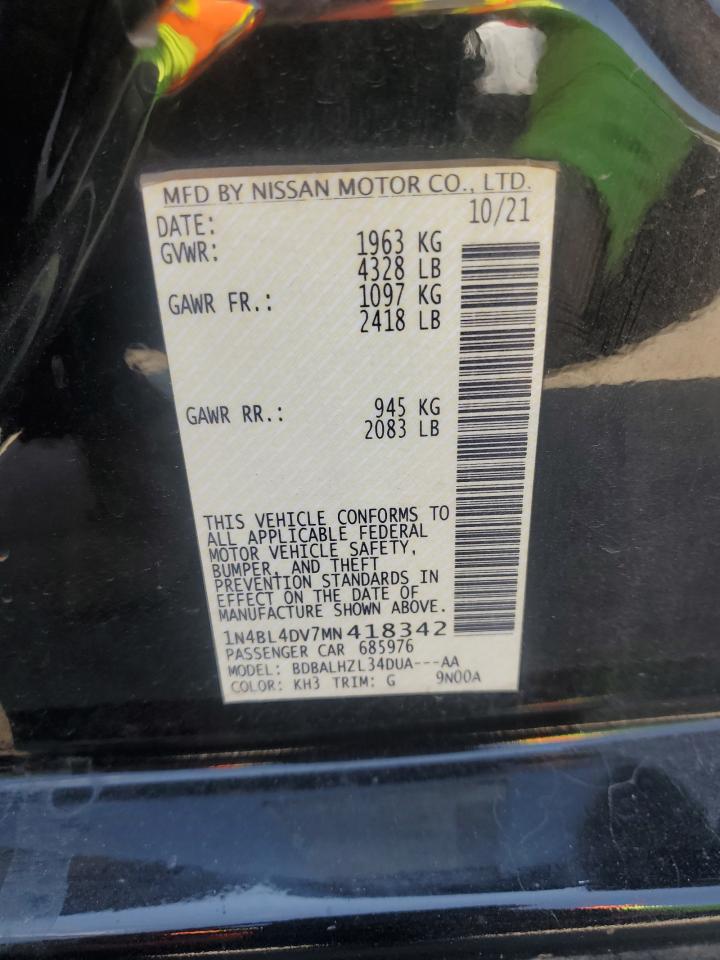 MFD BY NISSAN MOTOR CO., LTD.
DATE: 10/21
GVWR: 1963 KG
4328 LB
GAWR FR.: 1097 KG
2418 LB
GAWR RR.: 945 KG
2083 LB
THIS VEHICLE CONFORMS TO
ALL APPLICABLE FEDERAL
MOTOR VEHICLE SAFETY,
BUMPER, AND THEFT
PREVENTION STANDARDS IN
EFFECT ON THE DATE OF
MANUFACTURE SHOWN ABOVE.
1N4BL4DV7MN418342
PASSENGER CAR 685976
MODEL: BDBALHZL34DUA---AA
COLOR: KH3 TRIM: G 9N00A